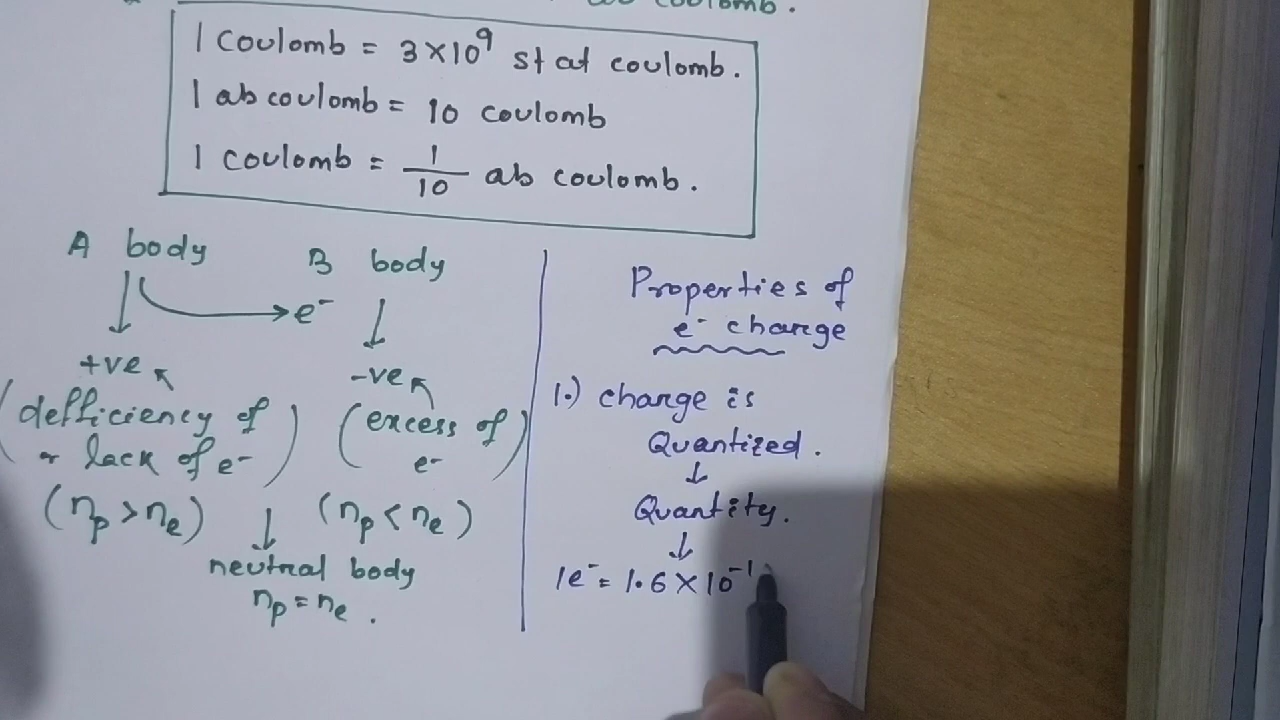 ab coulomb.
1 Coulomb = 3×10⁹ stat coulomb.
1 ab coulomb = 10 coulomb
1 coulomb = 1/10 ab coulomb.
A body B body
e⁻
+ve -ve
(defficiency of or lack of e⁻)
(excess of e⁻)
(nₚ>nₑ) (nₚ<nₑ)
neutral body
nₚ=nₑ.
Properties of
e⁻ charge
1.) charge is
Quantized.
Quantity.
1e⁻ = 1.6×10⁻¹